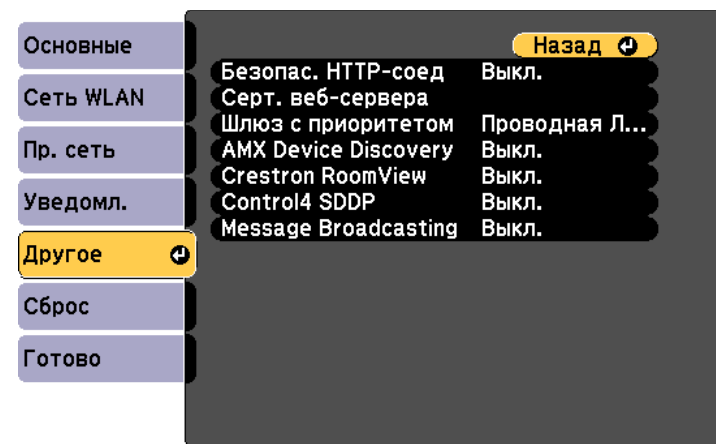 Основные
Сеть WLAN
Пр. сеть
Уведомл.
Другое
Сброс
Готово
Назад
Безопас. HTTP-соед Выкл.
Серт. веб-сервера
Шлюз с приоритетом Проводная Л...
AMX Device Discovery Выкл.
Crestron RoomView Выкл.
Control4 SDDP Выкл.
Message Broadcasting Выкл.